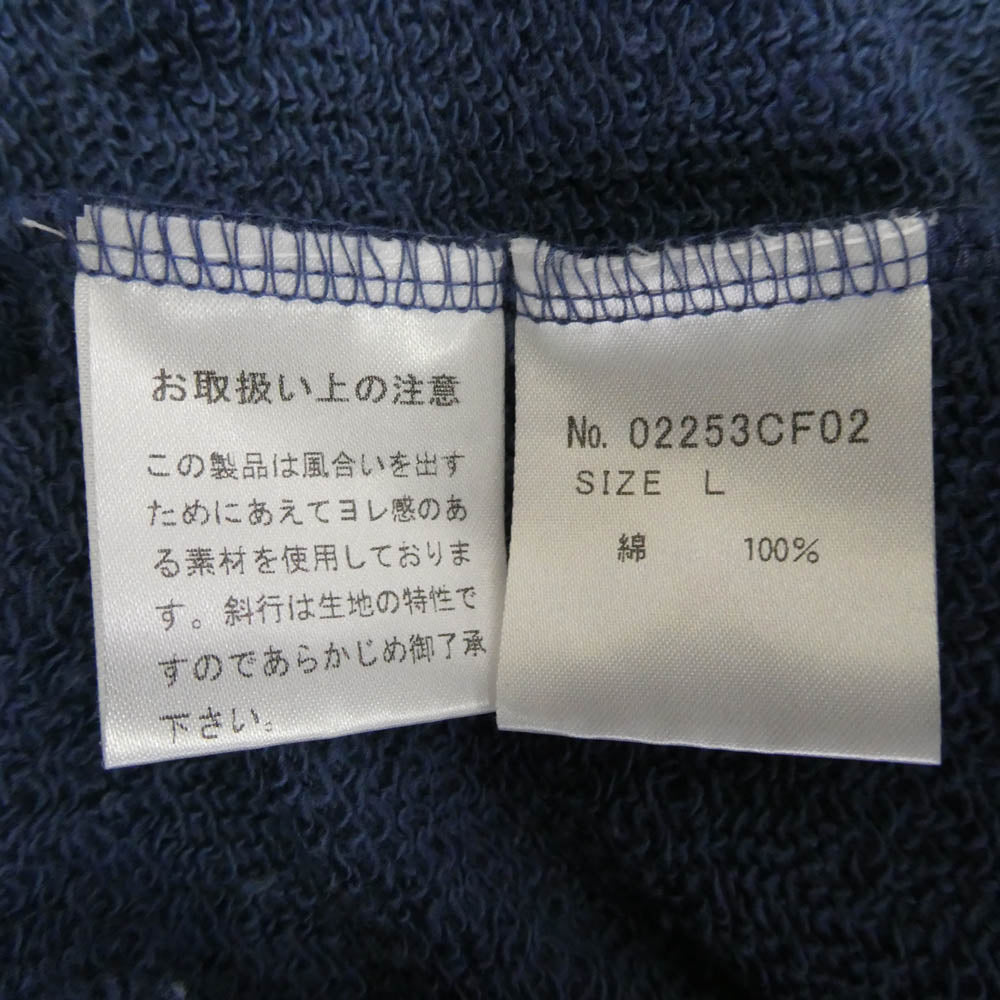 お取扱い上の注意
この製品は風合いを出す
ためにあえてヨレ感のあ
る素材を使用しておりま
す。斜行は生地の特性で
すのであらかじめ御了承
下さい。
No. 02253CF02
SIZE L
綿 100%